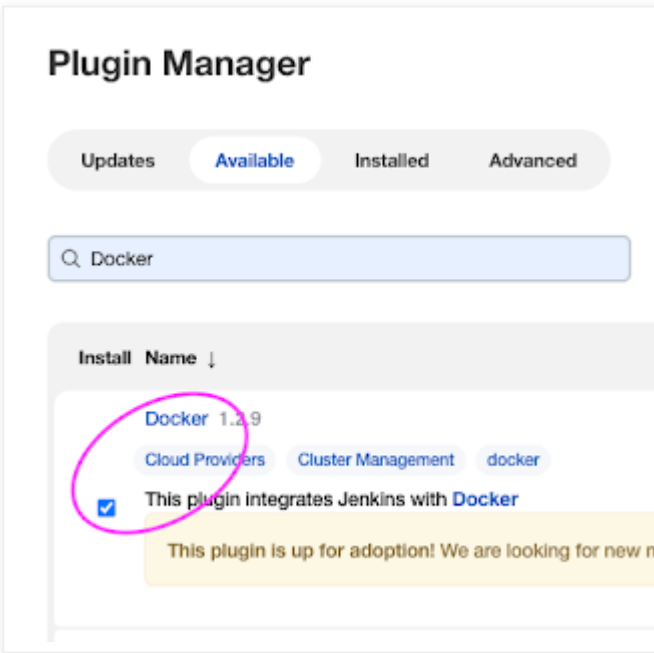 Plugin Manager
Updates Available Installed Advanced
Docker
Install Name ↓
Docker 1.2.9
Cloud Providers Cluster Management docker
This plugin integrates Jenkins with Docker
This plugin is up for adoption! We are looking for new